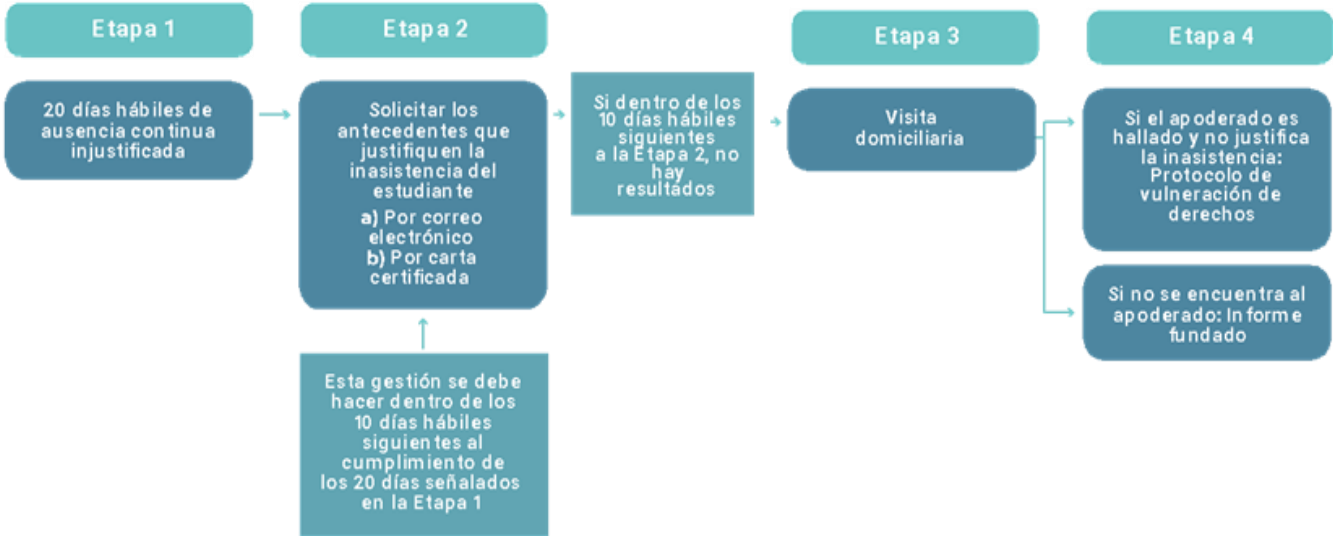 Etapa 1
20 días hábiles de
ausencia continua
injustificada
Etapa 2
Solicitar los
antecedentes que
justifiquen la
inasistencia del
estudiante
a) Por correo
electrónico
b) Por carta
certificada
Esta gestión se debe
hacer dentro de los
10 días hábiles
siguientes al
cumplimiento de
los 20 días señalados
en la Etapa 1
Si dentro de los
10 días hábiles
siguientes
a la Etapa 2, no
hay
resultados
Etapa 3
Visita
domiciliaria
Etapa 4
Si el apoderado es
hallado y no justifica
la inasistencia:
Protocolo de
vulneración de
derechos
Si no se encuentra al
apoderado: Informe
fundado